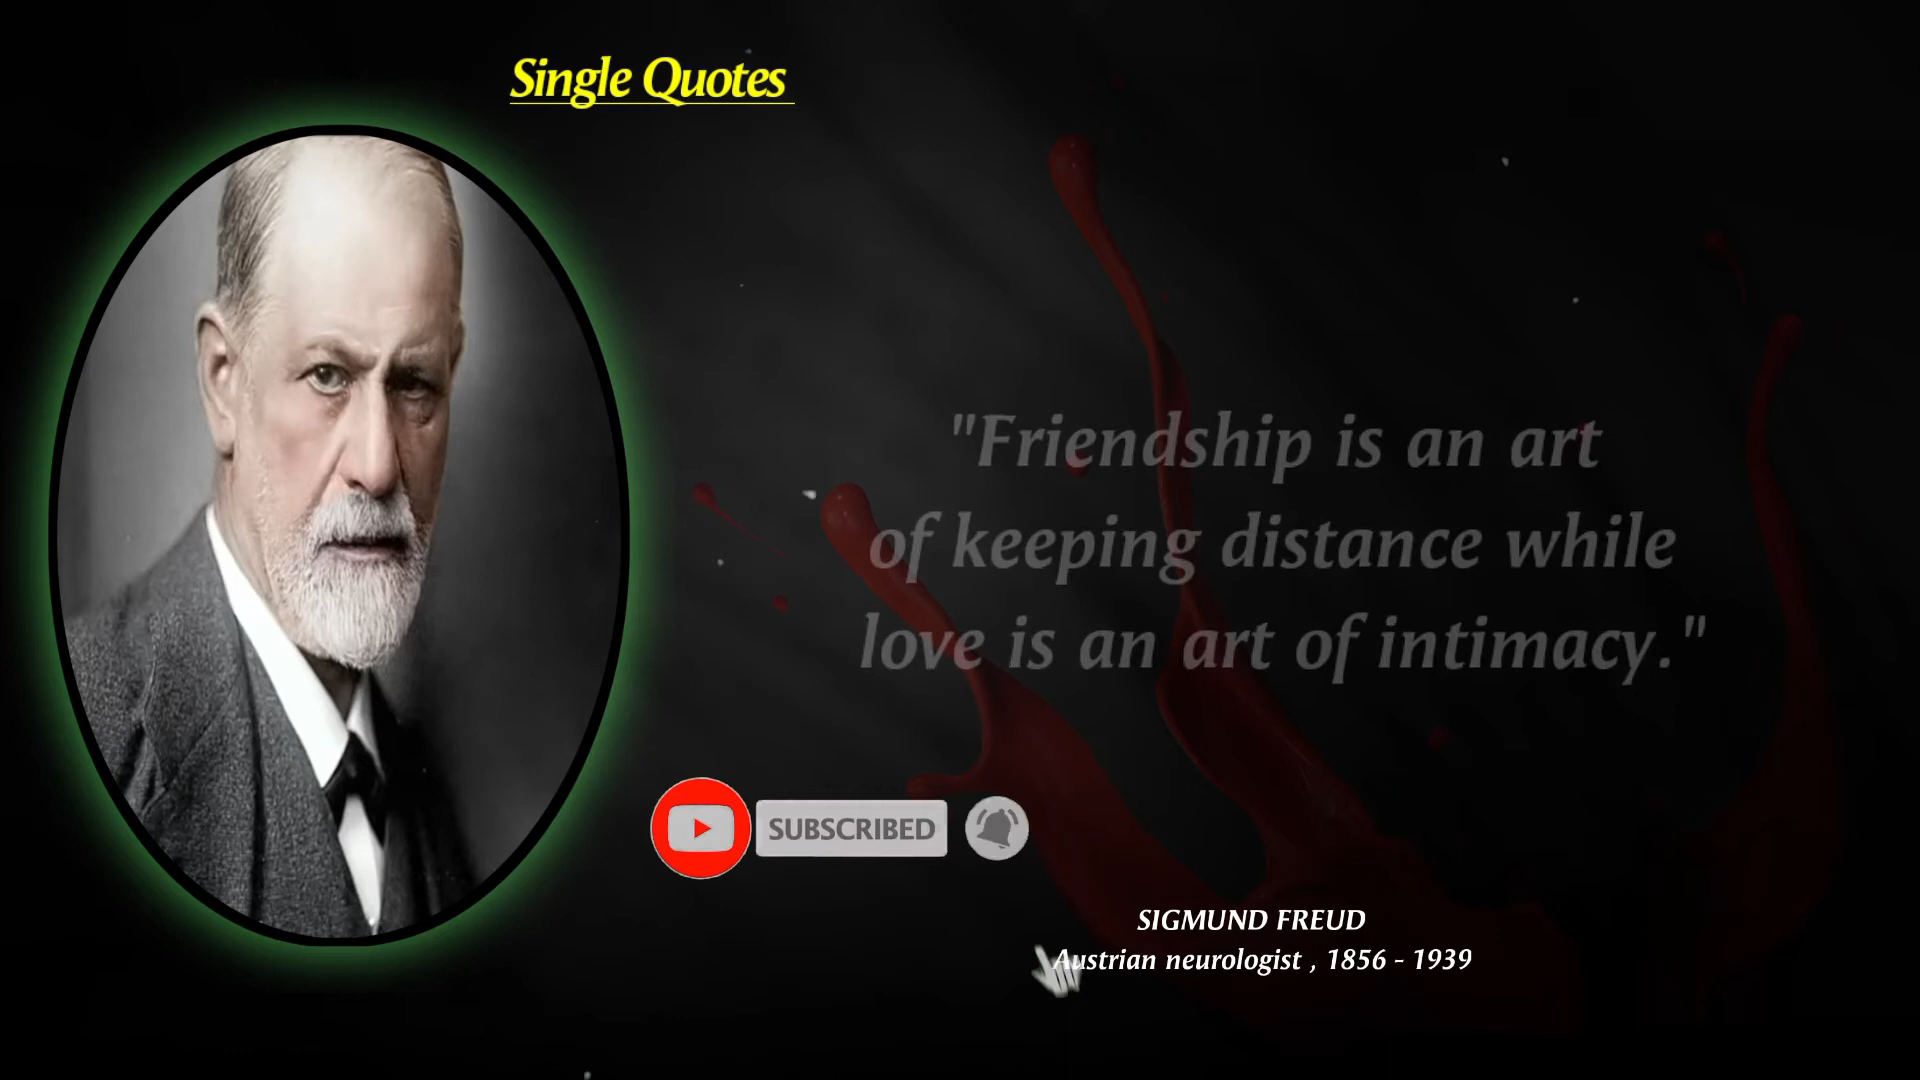 Single Quotes
"Friendship is an art
of keeping distance while
love is an art of intimacy."
SUBSCRIBED
SIGMUND FREUD
Austrian neurologist , 1856 - 1939